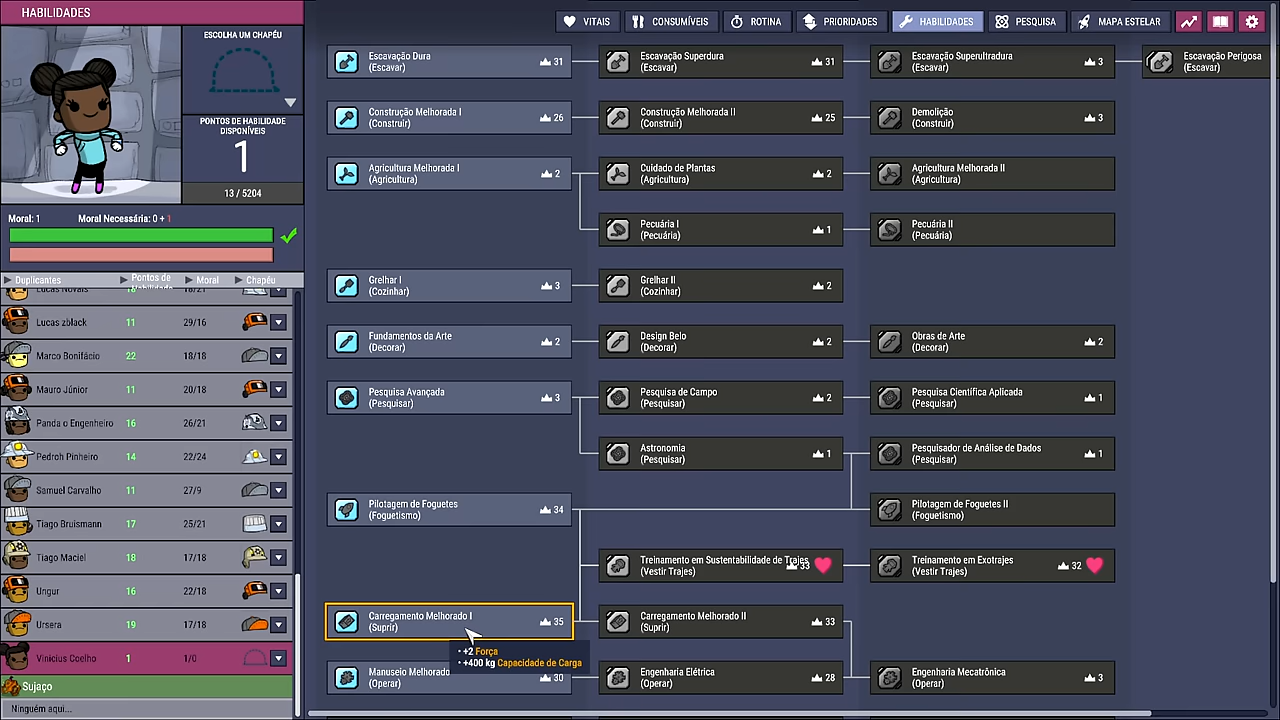 HABILIDADES
VITAIS
CONSUMÍVEIS
ROTINA
PRIORIDADES
HABILIDADES
PESQUISA
MAPA ESTELAR
ESCOLHA UM CHAPÉU
PONTOS DE HABILIDADE
DISPONÍVEIS
1
13 / 5204
Moral: 1
Moral Necessária: 0 + 1
Duplicantes
Pontos de
Habilidade
Moral
Chapéu
Lucas Novais 18/21
Lucas zblack 11 29/16
Marco Bonifácio 22 18/18
Mauro Júnior 11 20/18
Panda o Engenheiro 16 26/21
Pedroh Pinheiro 14 22/24
Samuel Carvalho 11 27/9
Tiago Bruismann 17 25/21
Tiago Maciel 18 17/18
Ungur 16 22/18
Ursera 19 17/18
Vinicius Coelho 1 1/0
Sujaço
Ninguém aqui...
Escavação Dura
(Escavar)
31
Escavação Superdura
(Escavar)
31
Escavação Superultradura
(Escavar)
3
Escavação Perigosa
(Escavar)
Construção Melhorada I
(Construir)
26
Construção Melhorada II
(Construir)
25
Demolição
(Construir)
3
Agricultura Melhorada I
(Agricultura)
2
Cuidado de Plantas
(Agricultura)
2
Agricultura Melhorada II
(Agricultura)
Pecuária I
(Pecuária)
1
Pecuária II
(Pecuária)
Grelhar I
(Cozinhar)
3
Grelhar II
(Cozinhar)
2
Fundamentos da Arte
(Decorar)
2
Design Belo
(Decorar)
2
Obras de Arte
(Decorar)
2
Pesquisa Avançada
(Pesquisar)
3
Pesquisa de Campo
(Pesquisar)
2
Pesquisa Científica Aplicada
(Pesquisar)
1
Astronomia
(Pesquisar)
1
Pesquisador de Análise de Dados
(Pesquisar)
1
Pilotagem de Foguetes
(Foguetismo)
34
Pilotagem de Foguetes II
(Foguetismo)
Treinamento em Sustentabilidade de Trajes
(Vestir Trajes)
33
Treinamento em Exotrajes
(Vestir Trajes)
32
Carregamento Melhorado I
(Suprir)
35
Carregamento Melhorado II
(Suprir)
33
• +2 Força
• +400 kg Capacidade de Carga
Manuseio Melhorado
(Operar)
30
Engenharia Elétrica
(Operar)
28
Engenharia Mecatrônica
(Operar)
3